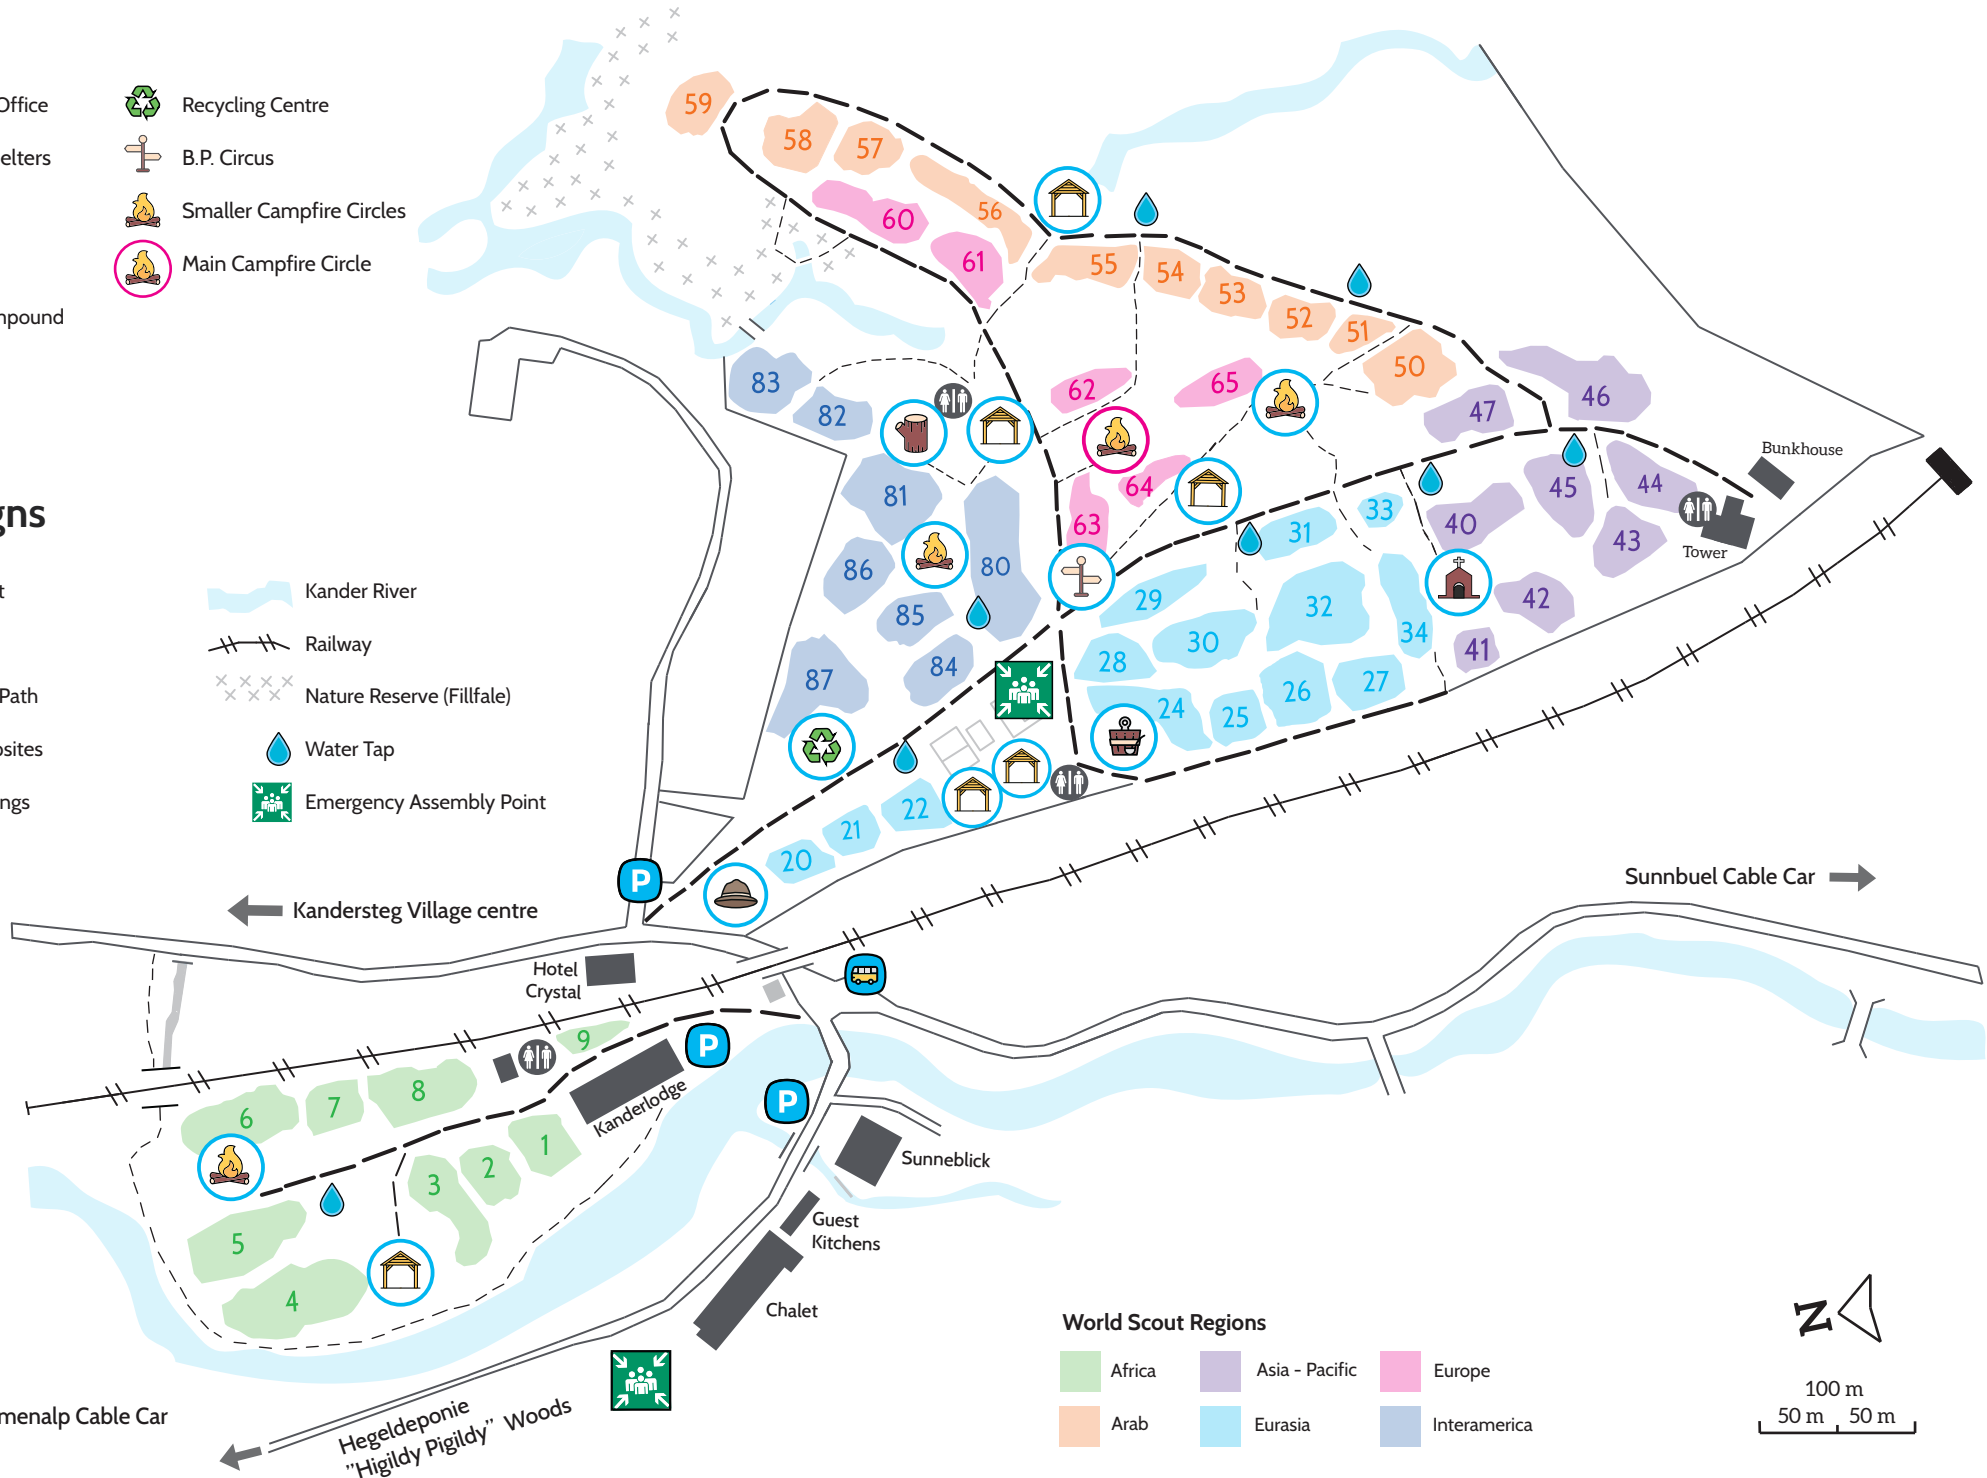 Office
Recycling Centre
elters
B.P. Circus
Smaller Campfire Circles
Main Campfire Circle
npound
gns
t
Kander River
Railway
Path
Nature Reserve (Fillfale)
osites
Water Tap
ngs
Emergency Assembly Point
59
58
57
56
60
61
55
54
53
52
51
50
62
65
47
46
Bunkhouse
83
82
81
64
63
80
86
85
84
87
31
33
40
45
44
43
Tower
29
30
32
34
42
41
28
24
25
26
27
22
21
20
P
Kandersteg Village centre
Sunnbuel Cable Car
Hotel
Crystal
9
P
Kanderlodge
P
8
7
6
1
2
3
5
4
Sunneblick
Guest
Kitchens
Chalet
menalp Cable Car
Hegeldeponie
"Higildy Pigildy" Woods
World Scout Regions
Africa
Asia - Pacific
Europe
Arab
Eurasia
Interamerica
N
100 m
50 m 50 m